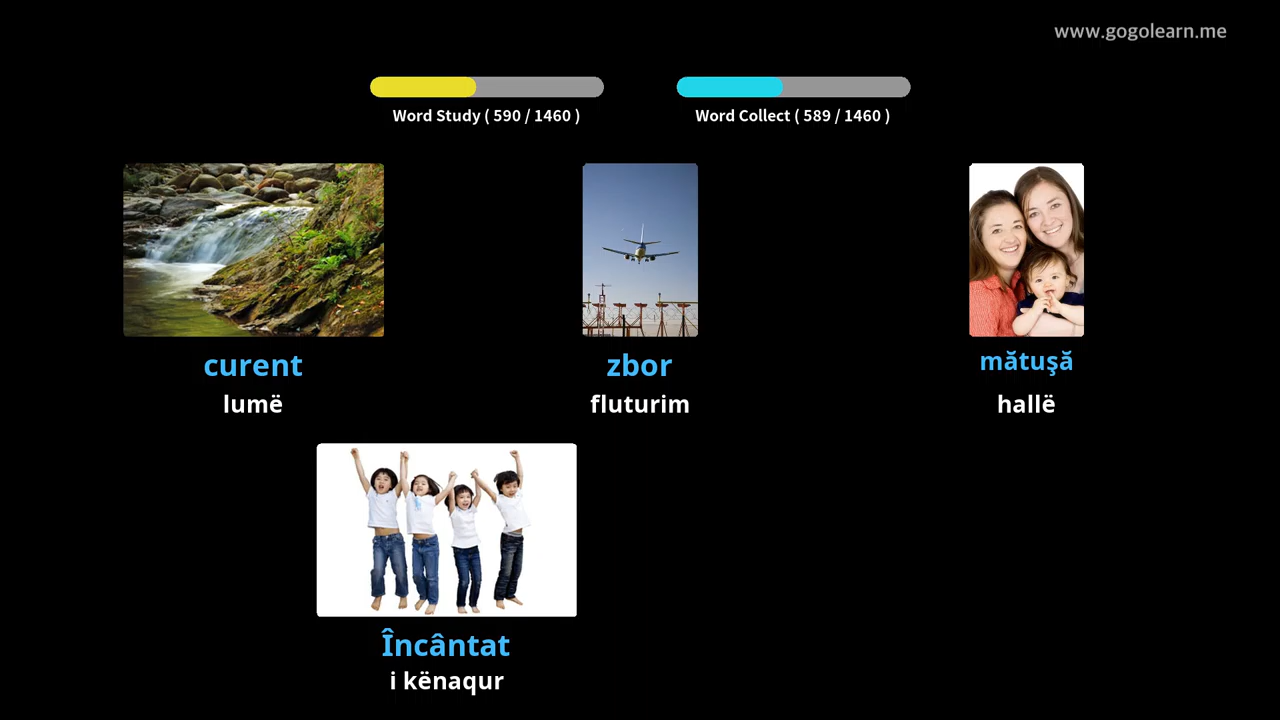 www.gogolearn.me
Word Study ( 590 / 1460 )
Word Collect ( 589 / 1460 )
curent
zbor
mătuşă
lumë
fluturim
hallë
Încântat
i kënaqur